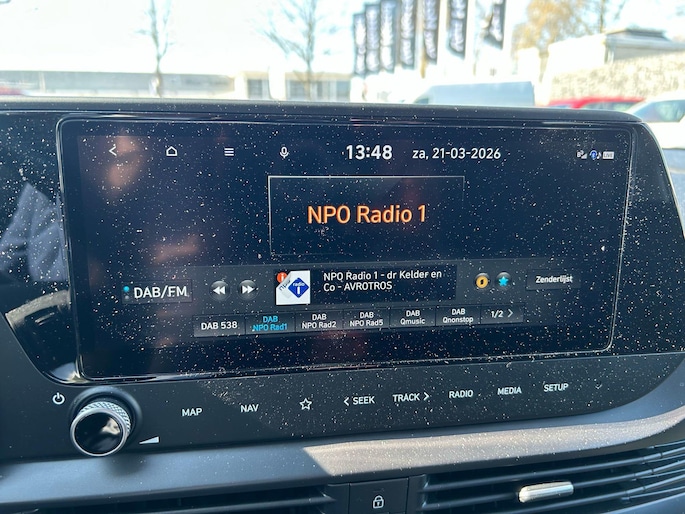 13:48 za, 21-03-2026
NPO Radio 1
DAB/FM
NPO Radio 1 - dr Kelder en
Co - AVROTROS
Zenderlijst
DAB 538
DAB
NPO Rad1
DAB
NPO Rad2
DAB
NPO Rad5
DAB
Qmusic
DAB
Qnonstop
1/2 >
MAP NAV < SEEK TRACK > RADIO MEDIA SETUP